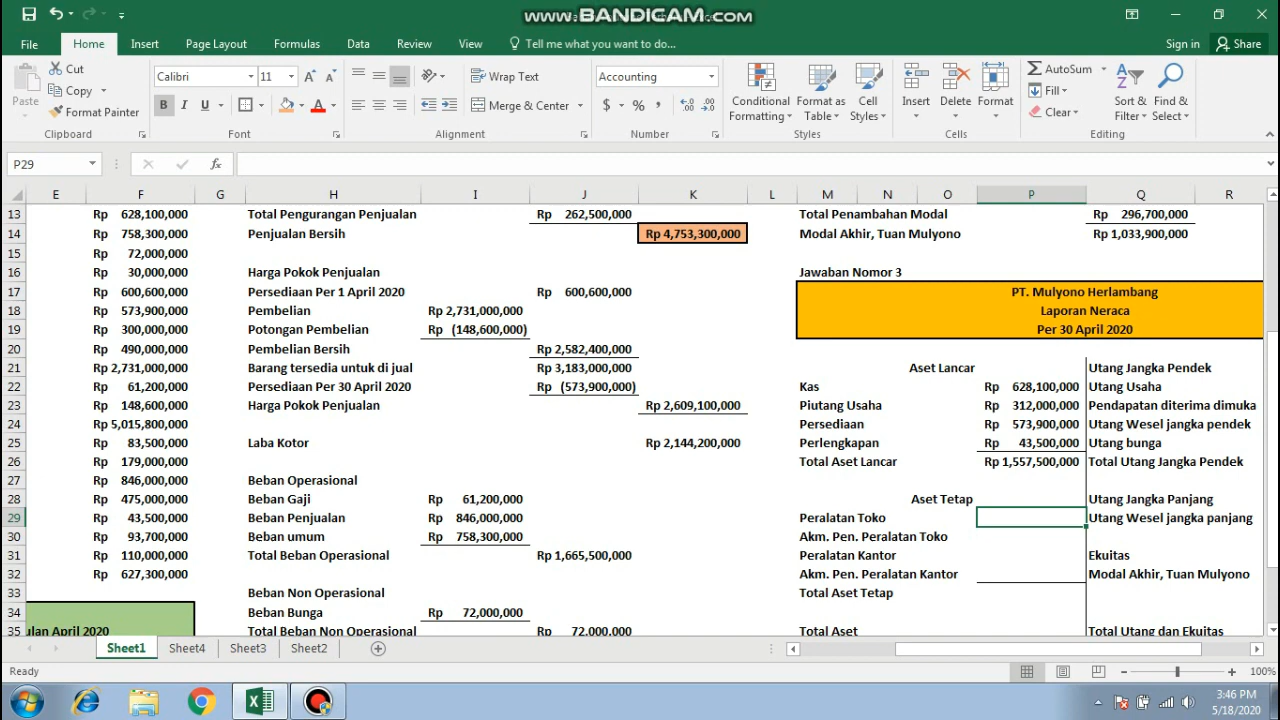 WWW.BANDICAM.COM
File Home Insert Page Layout Formulas Data Review View Tell me what you want to do... Sign in Share
Paste
Cut
Copy
Format Painter
Clipboard
Calibri 11
B I U
Font
Wrap Text
Merge & Center
Alignment
Accounting
$ % ,
Number
Conditional Formatting
Format as Table
Cell Styles
Styles
Insert Delete Format
Cells
AutoSum
Fill
Clear
Sort & Filter
Find & Select
Editing
P29 fx
E F G H I J K L M N O P Q R
13 Rp 628,100,000 Total Pengurangan Penjualan Rp 262,500,000 Total Penambahan Modal Rp 296,700,000
14 Rp 758,300,000 Penjualan Bersih Rp 4,753,300,000 Modal Akhir, Tuan Mulyono Rp 1,033,900,000
15 Rp 72,000,000
16 Rp 30,000,000 Harga Pokok Penjualan Jawaban Nomor 3
17 Rp 600,600,000 Persediaan Per 1 April 2020 Rp 600,600,000 PT. Mulyono Herlambang
18 Rp 573,900,000 Pembelian Rp 2,731,000,000 Laporan Neraca
19 Rp 300,000,000 Potongan Pembelian Rp (148,600,000) Per 30 April 2020
20 Rp 490,000,000 Pembelian Bersih Rp 2,582,400,000
21 Rp 2,731,000,000 Barang tersedia untuk di jual Rp 3,183,000,000 Aset Lancar Utang Jangka Pendek
22 Rp 61,200,000 Persediaan Per 30 April 2020 Rp (573,900,000) Kas Rp 628,100,000 Utang Usaha
23 Rp 148,600,000 Harga Pokok Penjualan Rp 2,609,100,000 Piutang Usaha Rp 312,000,000 Pendapatan diterima dimuka
24 Rp 5,015,800,000 Persediaan Rp 573,900,000 Utang Wesel jangka pendek
25 Rp 83,500,000 Laba Kotor Rp 2,144,200,000 Perlengkapan Rp 43,500,000 Utang bunga
26 Rp 179,000,000 Total Aset Lancar Rp 1,557,500,000 Total Utang Jangka Pendek
27 Rp 846,000,000 Beban Operasional
28 Rp 475,000,000 Beban Gaji Rp 61,200,000 Aset Tetap Utang Jangka Panjang
29 Rp 43,500,000 Beban Penjualan Rp 846,000,000 Peralatan Toko Utang Wesel jangka panjang
30 Rp 93,700,000 Beban umum Rp 758,300,000 Akm. Pen. Peralatan Toko
31 Rp 110,000,000 Total Beban Operasional Rp 1,665,500,000 Peralatan Kantor Ekuitas
32 Rp 627,300,000 Akm. Pen. Peralatan Kantor Modal Akhir, Tuan Mulyono
33 Beban Non Operasional Total Aset Tetap
34 Beban Bunga Rp 72,000,000
35 ulan April 2020 Total Beban Non Operasional Rp 72,000,000 Total Aset Total Utang dan Ekuitas
Sheet1 Sheet4 Sheet3 Sheet2
Ready 100%
3:46 PM
5/18/2020